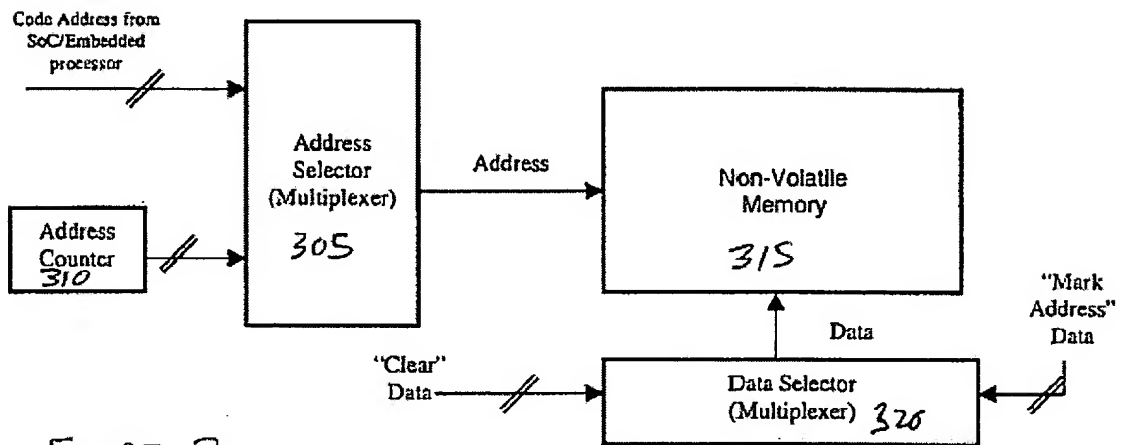 Code Address from
SoC/Embedded
processor
Address
Selector
(Multiplexer)
305
Address
Non-Volatile
Memory
315
Address
Counter
310
"Mark
Address"
Data
Data
"Clear"
Data
Data Selector
(Multiplexer) 320